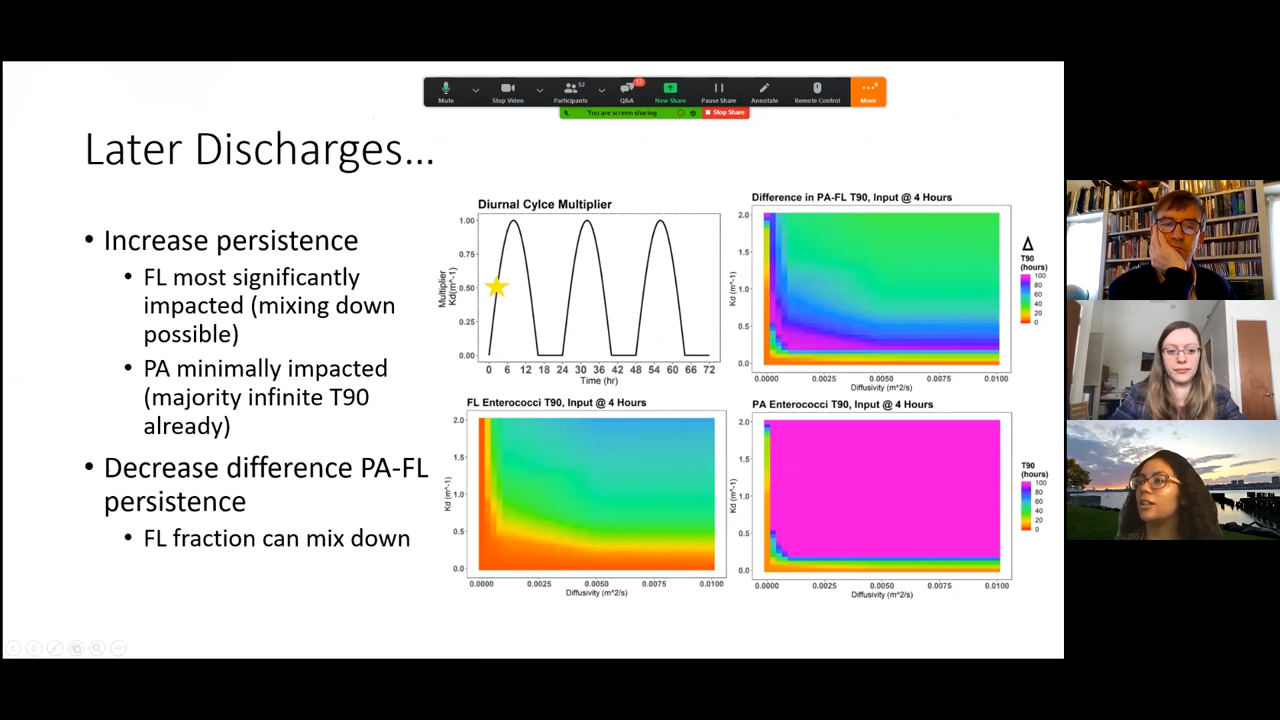 52
13
9
Mute
Stop Video
Participants
Q&A
New Share
Pause Share
Annotate
Remote Control
More
You are screen sharing
Stop Share
Later Discharges...
• Increase persistence
• FL most significantly
impacted (mixing down
possible)
• PA minimally impacted
(majority infinite T90
already)
• Decrease difference PA-FL
persistence
• FL fraction can mix down
Diurnal Cylce Multiplier
Multiplier
Kd(m^-1)
1.00
0.75
0.50
0.25
0.00
0 6 12 18 24 30 36 42 48 54 60 66 72
Time (hr)
Difference in PA-FL T90, Input @ 4 Hours
Kd (m^-1)
2.0
1.5
1.0
0.5
0.0
0.0000 0.0025 0.0050 0.0075 0.0100
Diffusivity (m^2/s)
Δ
T90
(hours)
100
80
60
40
20
0
FL Enterococci T90, Input @ 4 Hours
Kd (m^-1)
2.0
1.5
1.0
0.5
0.0
0.0000 0.0025 0.0050 0.0075 0.0100
Diffusivity (m^2/s)
PA Enterococci T90, Input @ 4 Hours
Kd (m^-1)
2.0
1.5
1.0
0.5
0.0
0.0000 0.0025 0.0050 0.0075 0.0100
Diffusivity (m^2/s)
T90
(hours)
100
80
60
40
20
0